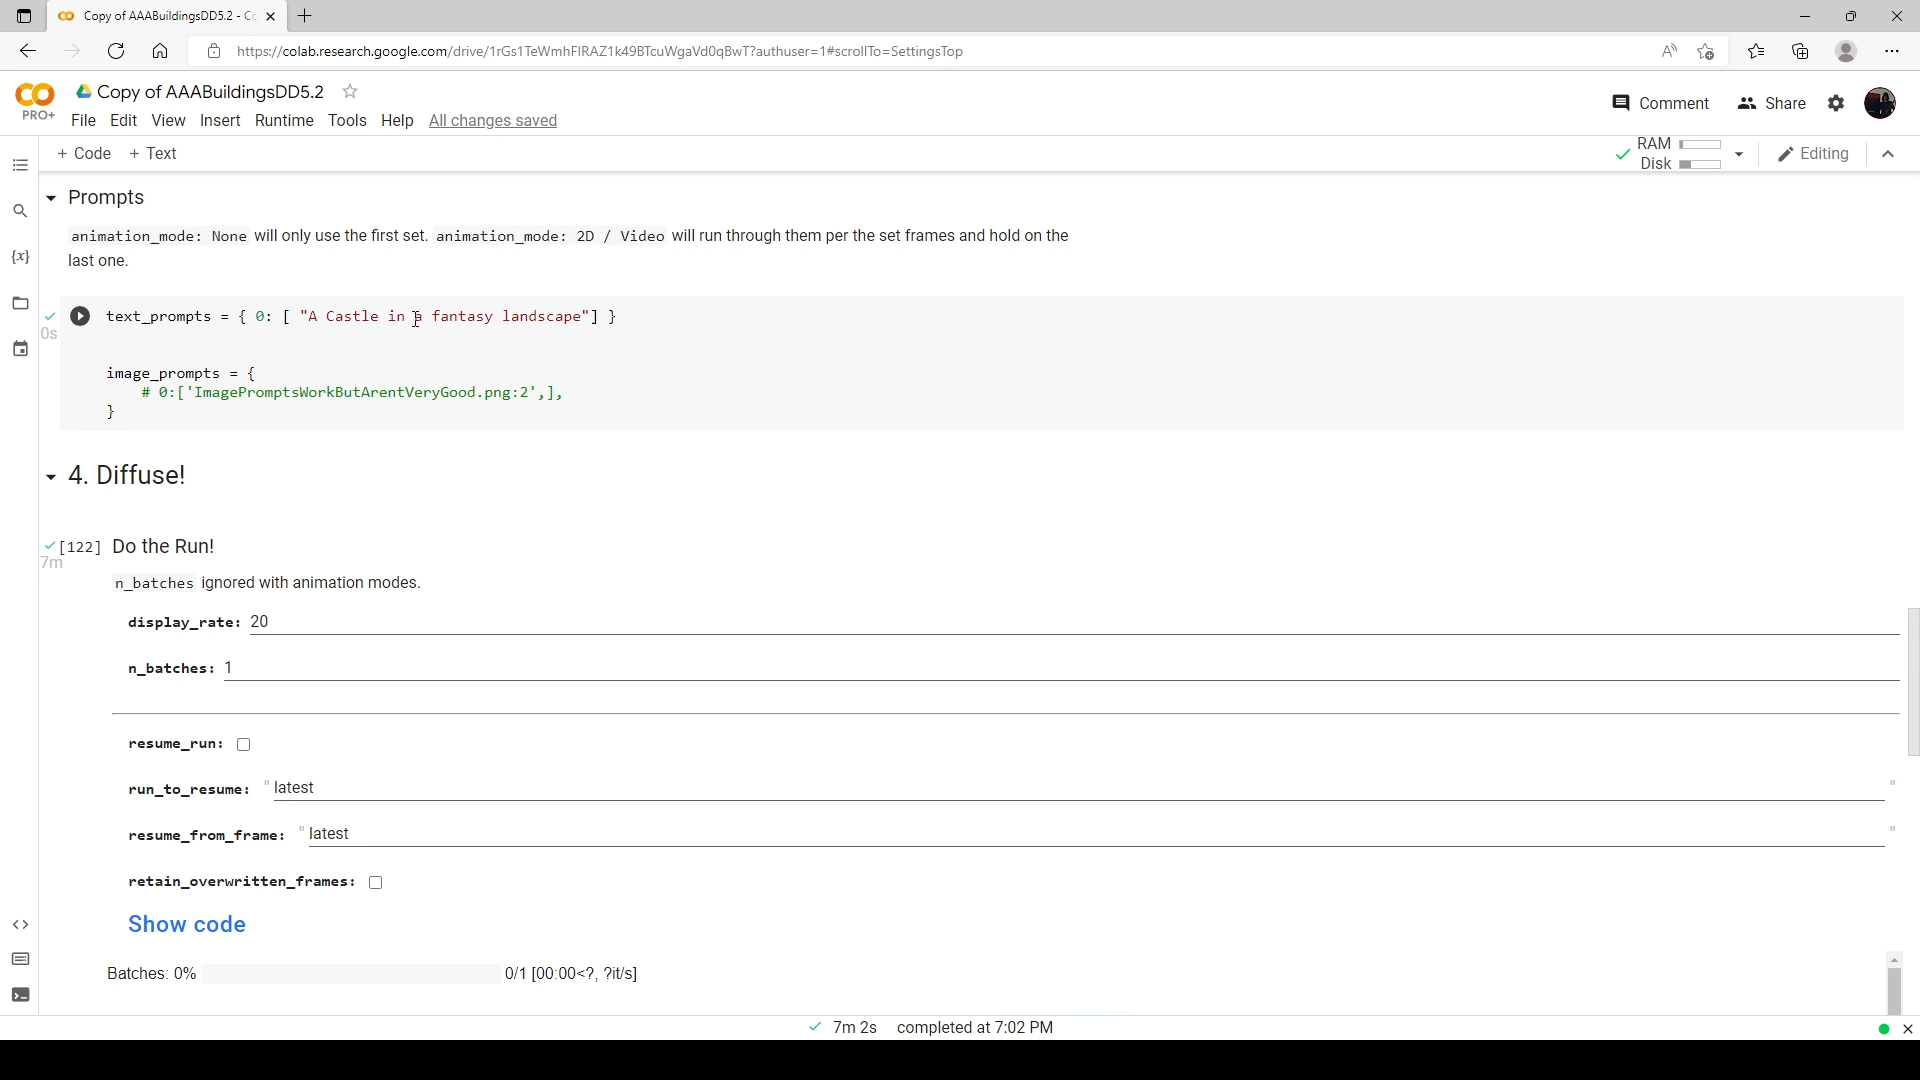 Copy of AAABuildingsDD5.2 - Co
https://colab.research.google.com/drive/1rGs1TeWmhFIRAZ1k49BTcuWgaVd0qBwT?authuser=1#scrollTo=SettingsTop
CO
PRO+
Copy of AAABuildingsDD5.2
File Edit View Insert Runtime Tools Help All changes saved
Comment Share
+ Code + Text
RAM
Disk
Editing
Prompts
animation_mode: None will only use the first set. animation_mode: 2D / Video will run through them per the set frames and hold on the
last one.
0s
text_prompts = { 0: [ "A Castle in a fantasy landscape"] }
image_prompts = {
# 0:['ImagePromptsWorkButArentVeryGood.png:2',],
}
4. Diffuse!
[122] Do the Run!
7m
n_batches ignored with animation modes.
display_rate: 20
n_batches: 1
resume_run:
run_to_resume: " latest "
resume_from_frame: " latest "
retain_overwritten_frames:
Show code
Batches: 0% 0/1 [00:00<?, ?it/s]
7m 2s completed at 7:02 PM